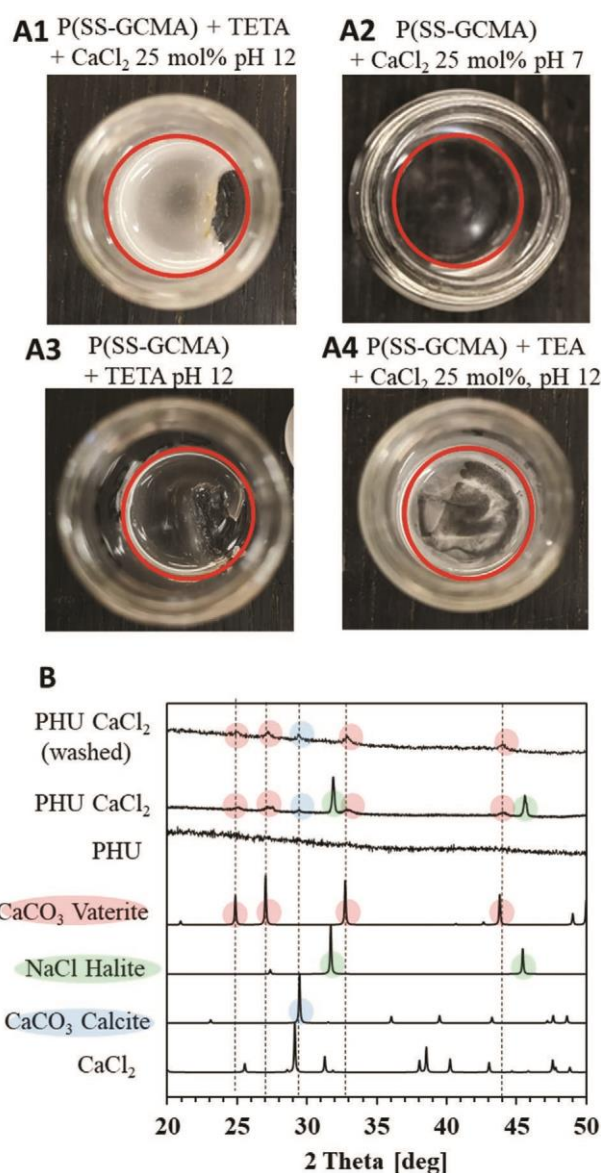 A1 P(SS-GCMA) + TETA
+ CaCl₂ 25 mol% pH 12
A2 P(SS-GCMA)
+ CaCl₂ 25 mol% pH 7
A3 P(SS-GCMA)
+ TETA pH 12
A4 P(SS-GCMA) + TEA
+ CaCl₂ 25 mol%, pH 12
B
PHU CaCl₂
(washed)
PHU CaCl₂
PHU
CaCO₃ Vaterite
NaCl Halite
CaCO₃ Calcite
CaCl₂
20 25 30 35 40 45 50
2 Theta [deg]